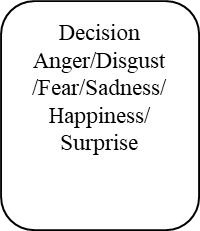 Decision
Anger/Disgust
/Fear/Sadness/
Happiness/
Surprise